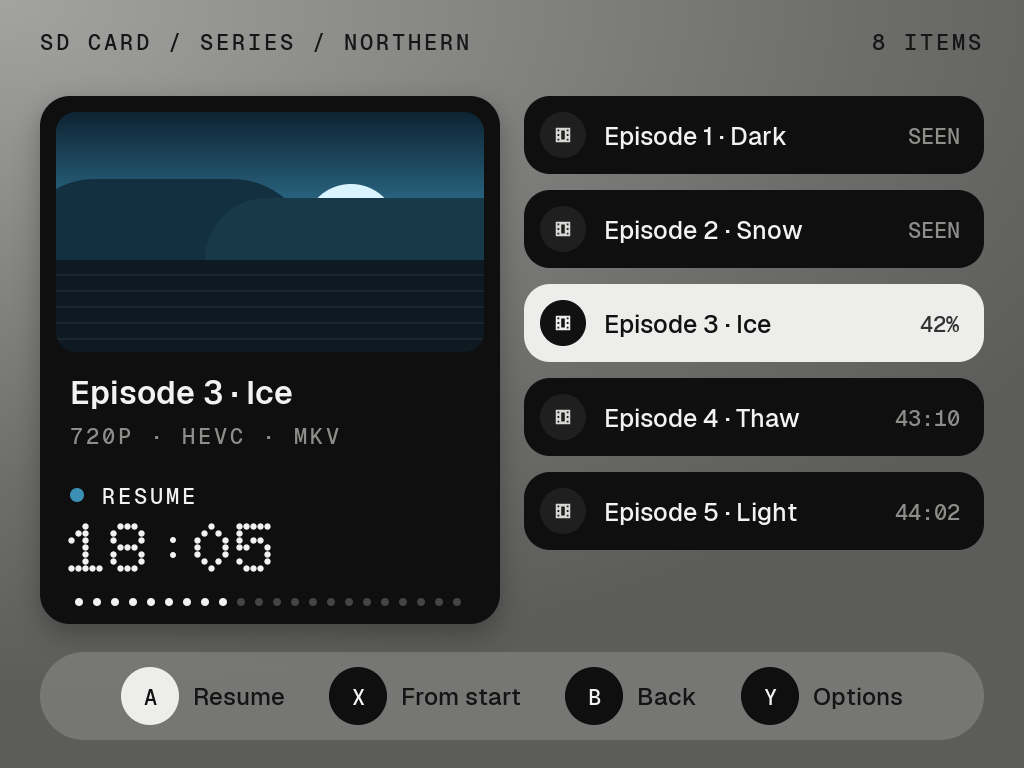 SD CARD / SERIES / NORTHERN
8 ITEMS
Episode 3 · Ice
720P · HEVC · MKV
RESUME
18:05
Episode 1 · Dark SEEN
Episode 2 · Snow SEEN
Episode 3 · Ice 42%
Episode 4 · Thaw 43:10
Episode 5 · Light 44:02
A Resume X From start B Back Y Options